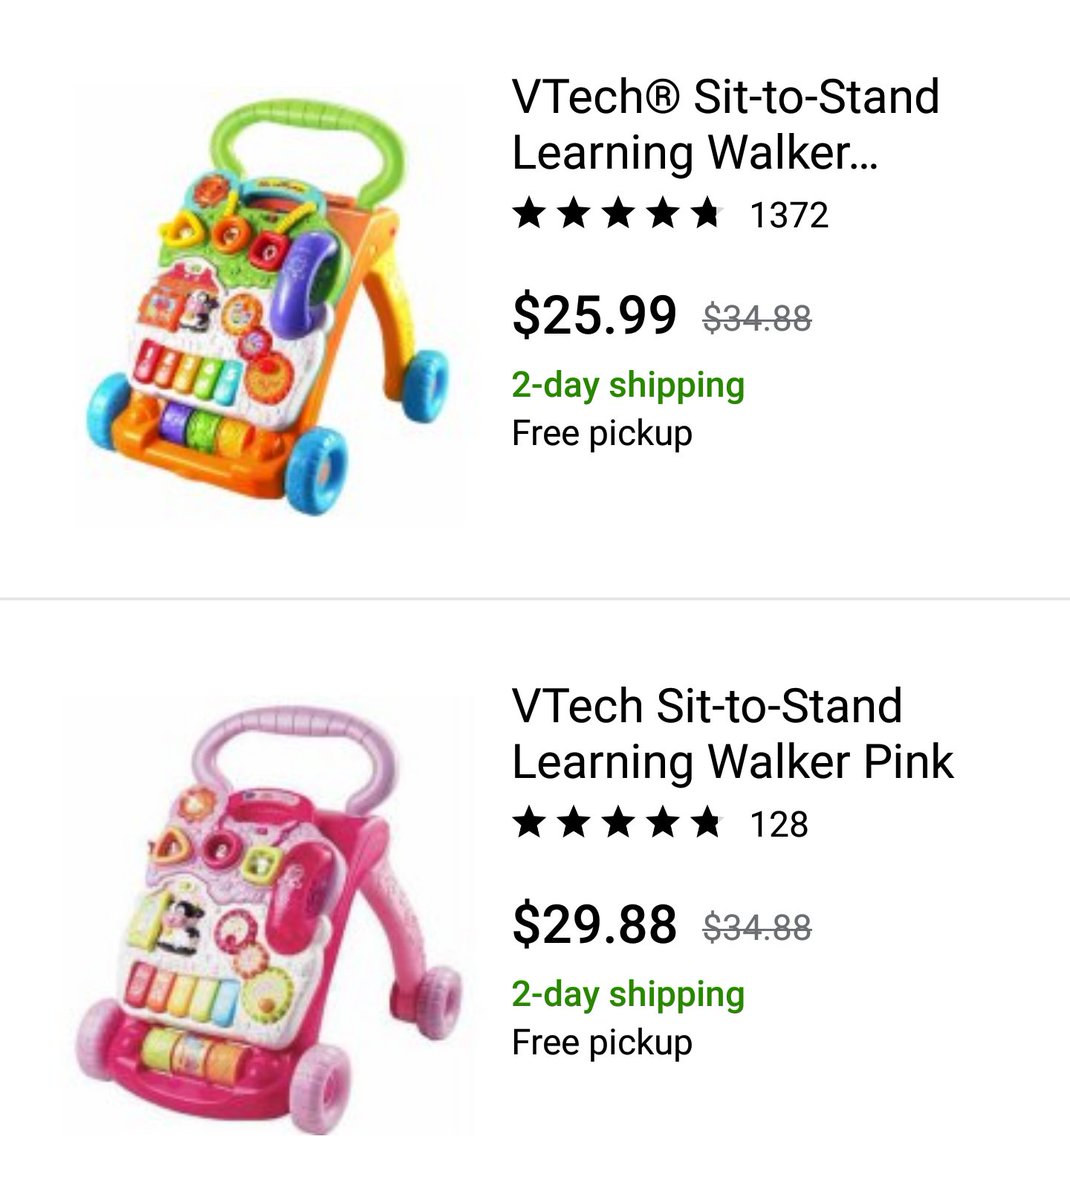 VTech® Sit-to-Stand
Learning Walker...
1372
$25.99 $34.88
2-day shipping
Free pickup
VTech Sit-to-Stand
Learning Walker Pink
128
$29.88 $34.88
2-day shipping
Free pickup